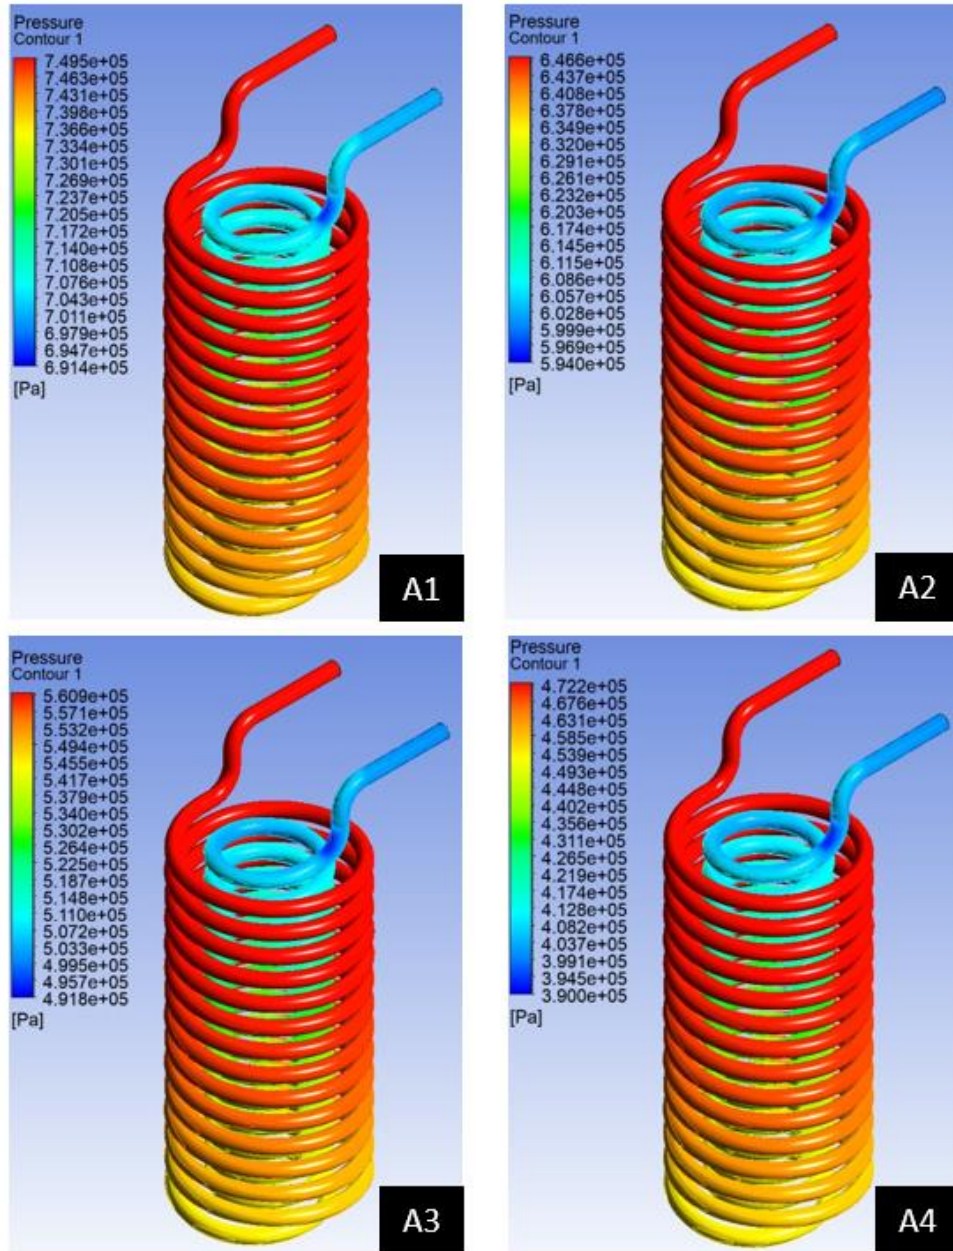 Pressure
Contour 1
7.495e+05
7.463e+05
7.431e+05
7.398e+05
7.366e+05
7.334e+05
7.301e+05
7.269e+05
7.237e+05
7.205e+05
7.172e+05
7.140e+05
7.108e+05
7.076e+05
7.043e+05
7.011e+05
6.979e+05
6.947e+05
6.914e+05
[Pa]
A1
Pressure
Contour 1
6.466e+05
6.437e+05
6.408e+05
6.378e+05
6.349e+05
6.320e+05
6.291e+05
6.261e+05
6.232e+05
6.203e+05
6.174e+05
6.145e+05
6.115e+05
6.086e+05
6.057e+05
6.028e+05
5.999e+05
5.969e+05
5.940e+05
[Pa]
A2
Pressure
Contour 1
5.609e+05
5.571e+05
5.532e+05
5.494e+05
5.455e+05
5.417e+05
5.379e+05
5.340e+05
5.302e+05
5.264e+05
5.225e+05
5.187e+05
5.148e+05
5.110e+05
5.072e+05
5.033e+05
4.995e+05
4.957e+05
4.918e+05
[Pa]
A3
Pressure
Contour 1
4.722e+05
4.676e+05
4.631e+05
4.585e+05
4.539e+05
4.493e+05
4.448e+05
4.402e+05
4.356e+05
4.311e+05
4.265e+05
4.219e+05
4.174e+05
4.128e+05
4.082e+05
4.037e+05
3.991e+05
3.945e+05
3.900e+05
[Pa]
A4